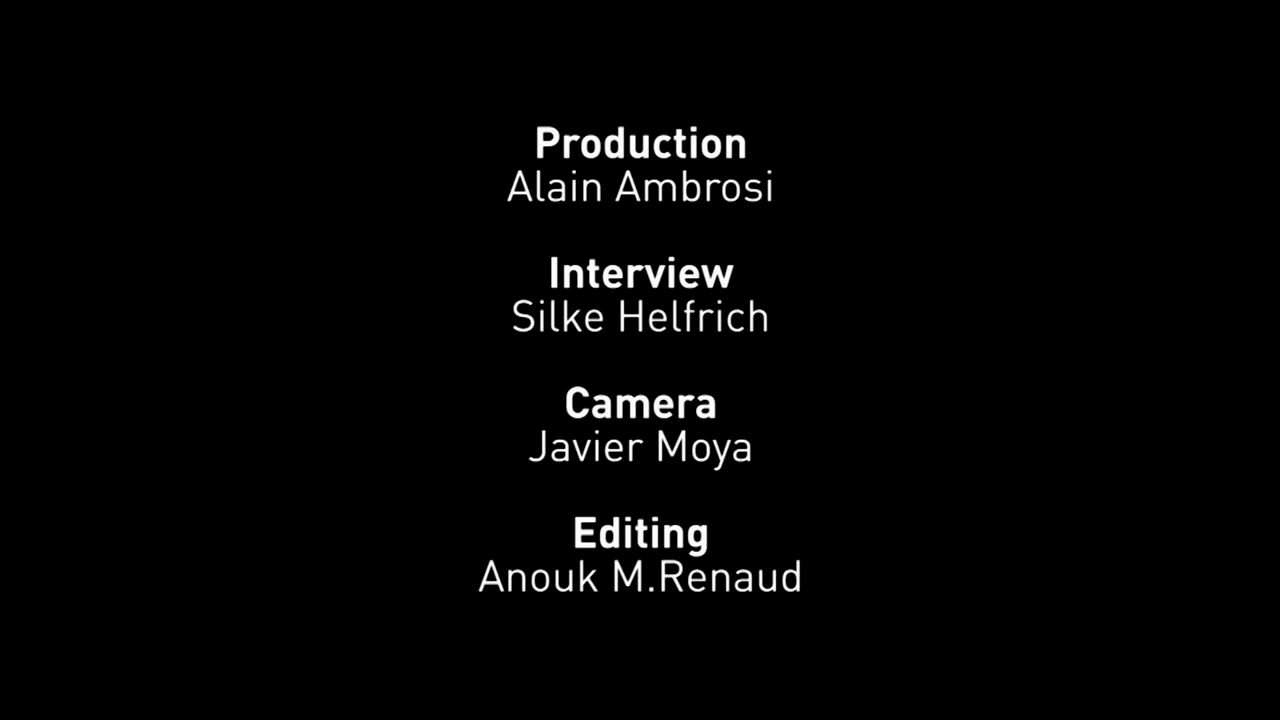 Production
Alain Ambrosi
Interview
Silke Helfrich
Camera
Javier Moya
Editing
Anouk M.Renaud